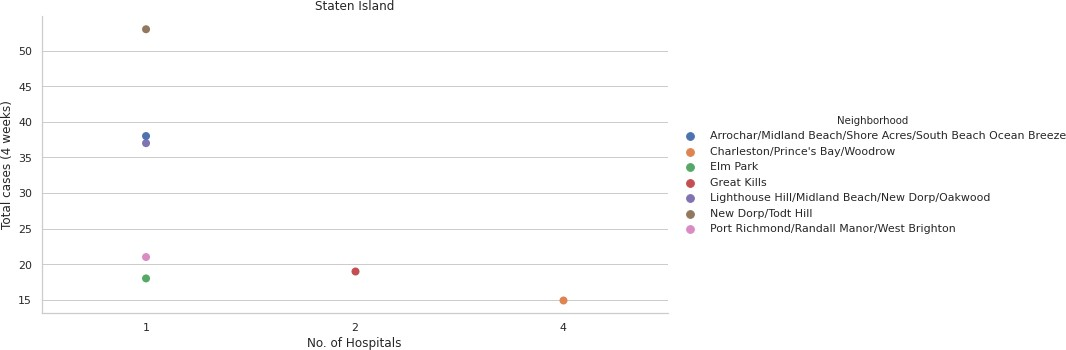 Staten Island
Total cases (4 weeks)
50
45
40
35
30
25
20
15
1
2
4
No. of Hospitals
Neighborhood
Arrochar/Midland Beach/Shore Acres/South Beach Ocean Breeze
Charleston/Prince's Bay/Woodrow
Elm Park
Great Kills
Lighthouse Hill/Midland Beach/New Dorp/Oakwood
New Dorp/Todt Hill
Port Richmond/Randall Manor/West Brighton